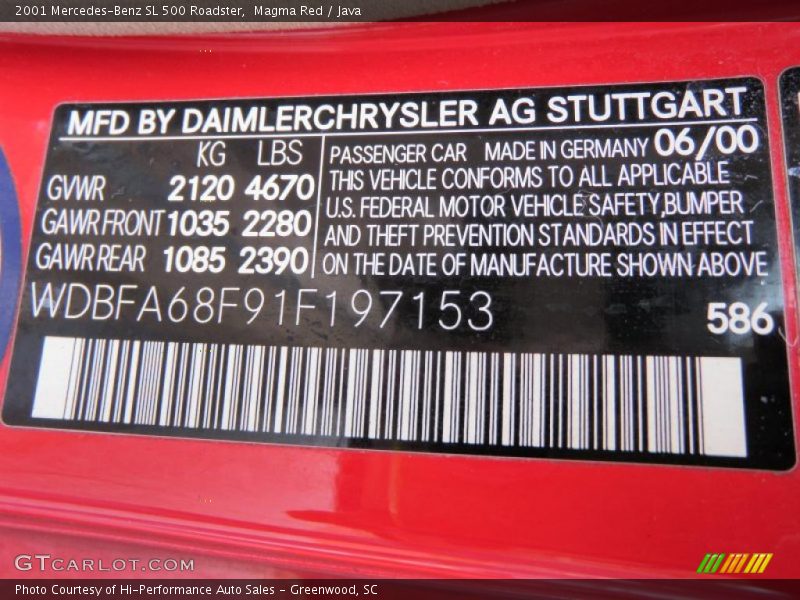 2001 Mercedes-Benz SL 500 Roadster,  Magma Red / Java
MFD BY DAIMLERCHRYSLER AG STUTTGART
KG LBS
GVWR 2120 4670
GAWR FRONT 1035 2280
GAWR REAR 1085 2390
PASSENGER CAR MADE IN GERMANY 06/00
THIS VEHICLE CONFORMS TO ALL APPLICABLE
U.S. FEDERAL MOTOR VEHICLE SAFETY,BUMPER
AND THEFT PREVENTION STANDARDS IN EFFECT
ON THE DATE OF MANUFACTURE SHOWN ABOVE
WDBFA68F91F197153 586
GTCARLOT.COM
Photo Courtesy of Hi-Performance Auto Sales - Greenwood, SC